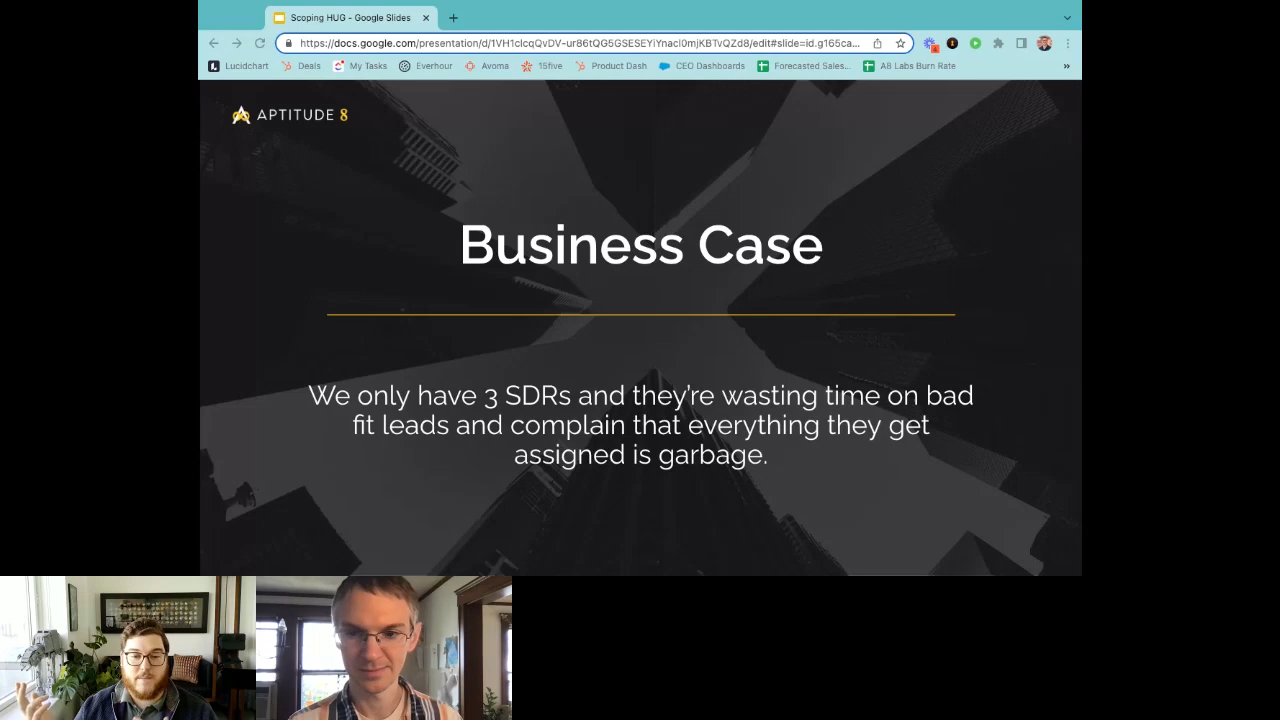 Scoping HUG - Google Slides
https://docs.google.com/presentation/d/1VH1clcqQvDV-ur86tQG5GSESEYiYnacl0mjKBTvQZd8/edit#slide=id.g165ca...
Lucidchart Deals My Tasks Everhour Avoma 15five Product Dash CEO Dashboards Forecasted Sales... A8 Labs Burn Rate
APTITUDE 8
Business Case
We only have 3 SDRs and they're wasting time on bad
fit leads and complain that everything they get
assigned is garbage.